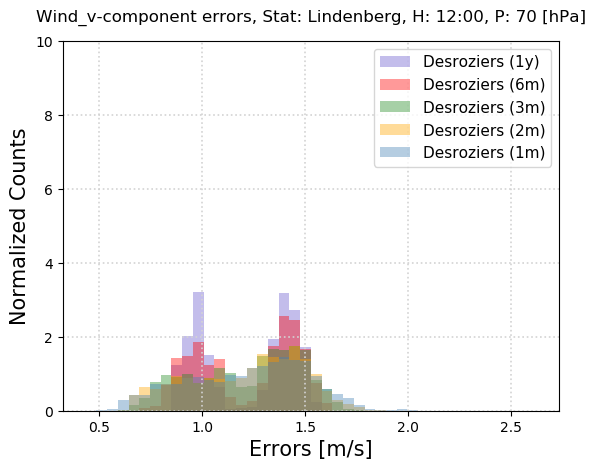 Wind_v-component errors, Stat: Lindenberg, H: 12:00, P: 70 [hPa]
10
8
6
4
2
0
Normalized Counts
Desroziers (1y)
Desroziers (6m)
Desroziers (3m)
Desroziers (2m)
Desroziers (1m)
0.5 1.0 1.5 2.0 2.5
Errors [m/s]